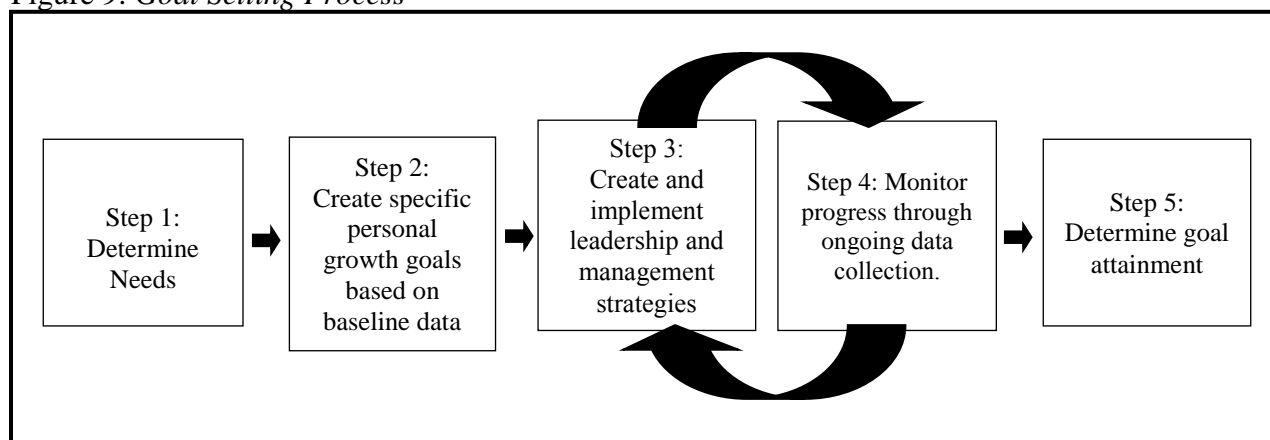 Figure 9: Goal Setting Process
Step 1:
Determine
Needs
Step 2:
Create specific
personal
growth goals
based on
baseline data
Step 3:
Create and
implement
leadership and
management
strategies
Step 4: Monitor
progress through
ongoing data
collection.
Step 5:
Determine goal
attainment